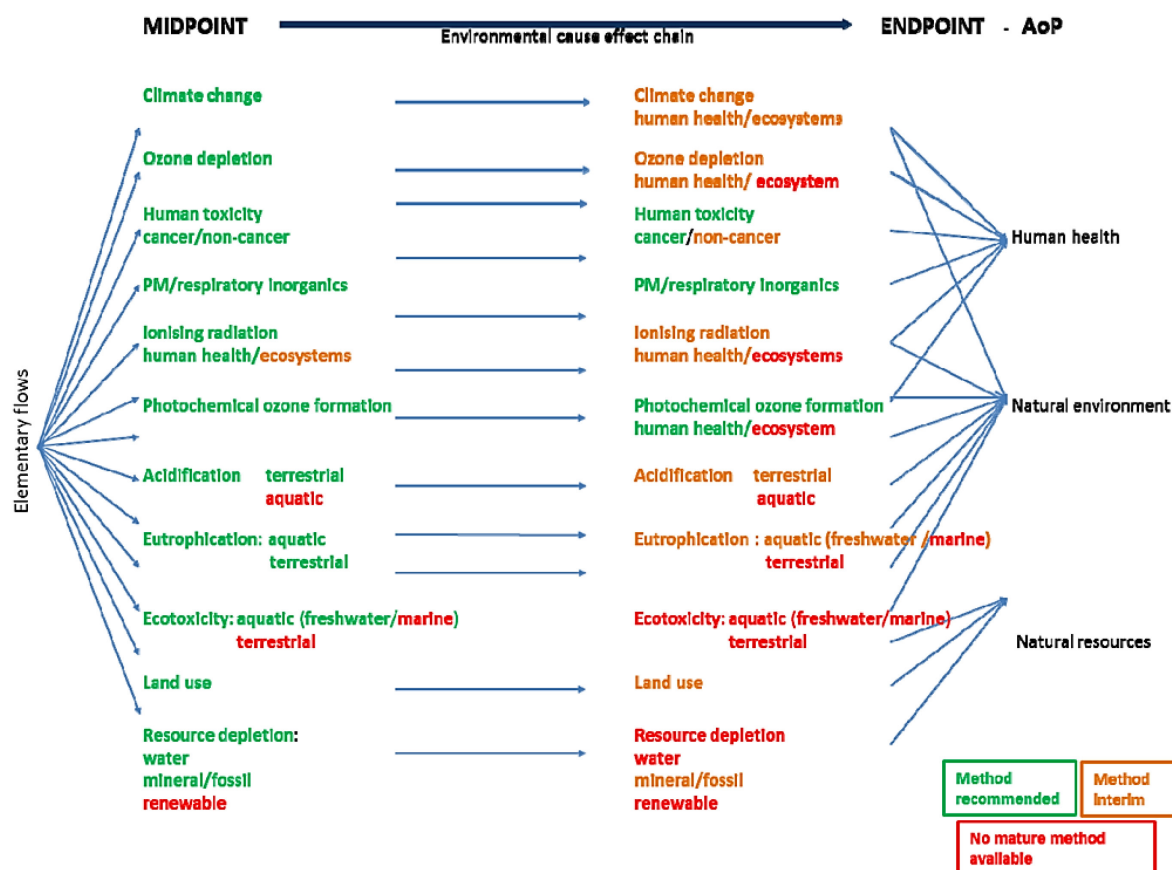 MIDPOINT
Environmental cause effect chain
ENDPOINT - AoP
Elementary flows
Climate change
Ozone depletion
Human toxicity
cancer/non-cancer
PM/respiratory inorganics
Ionising radiation
human health/ecosystems
Photochemical ozone formation
Acidification terrestrial
aquatic
Eutrophication: aquatic
terrestrial
Ecotoxicity: aquatic (freshwater/marine)
terrestrial
Land use
Resource depletion:
water
mineral/fossil
renewable
Climate change
human health/ecosystems
Ozone depletion
human health/ ecosystem
Human toxicity
cancer/non-cancer
PM/respiratory inorganics
Ionising radiation
human health/ecosystems
Photochemical ozone formation
human health/ecosystem
Acidification terrestrial
aquatic
Eutrophication : aquatic (freshwater /marine)
terrestrial
Ecotoxicity: aquatic (freshwater/marine)
terrestrial
Land use
Resource depletion
water
mineral/fossil
renewable
Human health
Natural environment
Natural resources
Method
recommended
Method
interim
No mature method
available